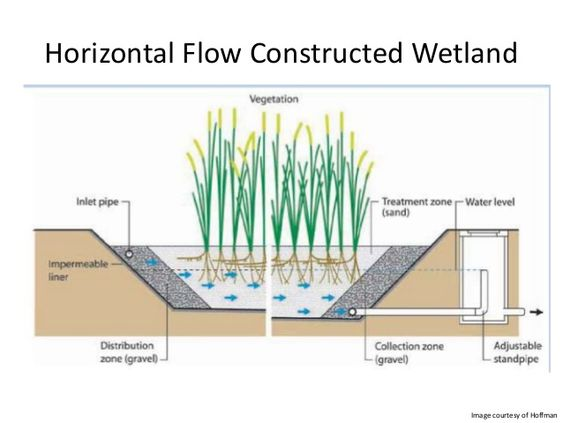 Horizontal Flow Constructed Wetland
Vegetation
Inlet pipe
Treatment zone
(sand)
Water level
Impermeable
liner
Distribution
zone (gravel)
Collection zone
(gravel)
Adjustable
standpipe
Image courtesy of Hoffman